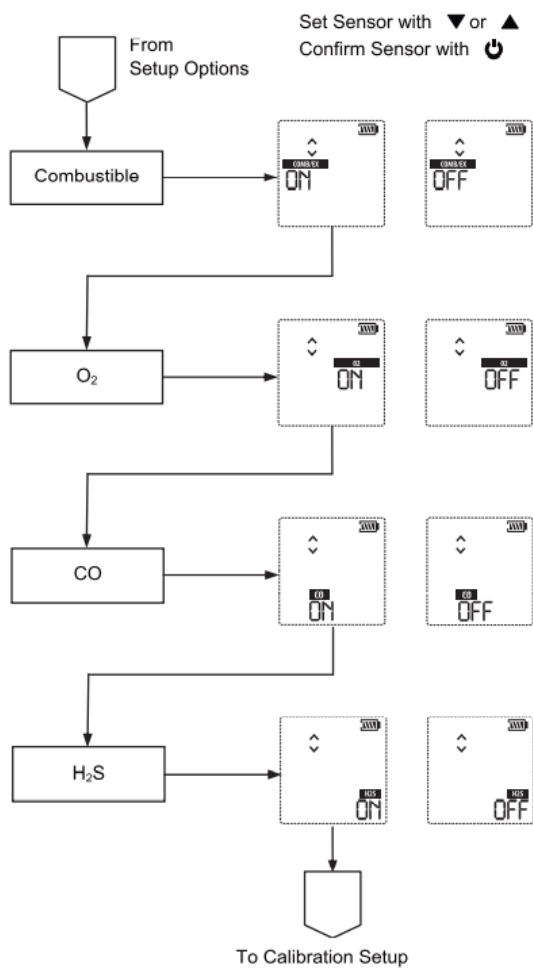 Set Sensor with ▼ or ▲
Confirm Sensor with ⏻
From
Setup Options
Combustible
COMB/EX
ON
COMB/EX
OFF
O₂
O2
ON
O2
OFF
CO
CO
ON
CO
OFF
H₂S
H2S
ON
H2S
OFF
To Calibration Setup